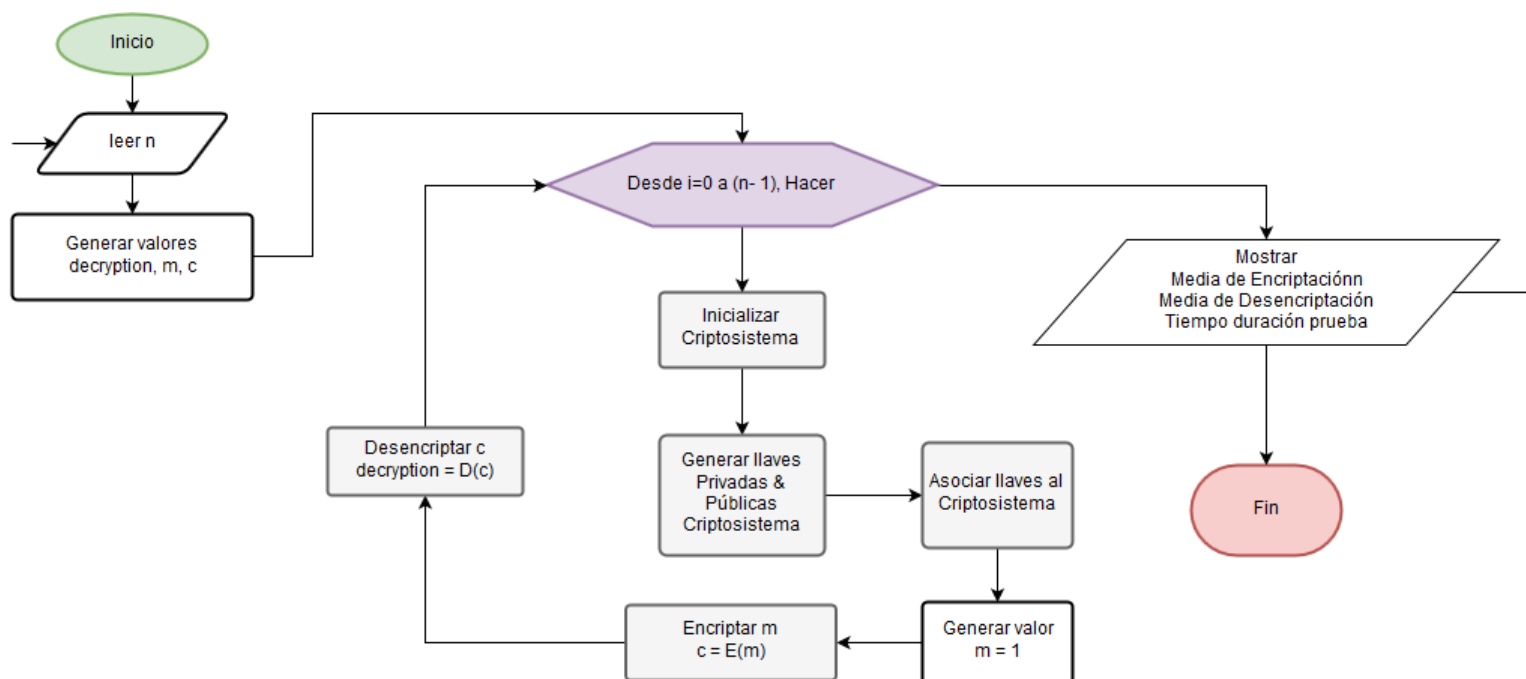 Inicio
leer n
Generar valores
decryption, m, c
Desde i=0 a (n- 1), Hacer
Inicializar
Criptosistema
Generar llaves
Privadas &
Públicas
Criptosistema
Asociar llaves al
Criptosistema
Generar valor
m = 1
Encriptar m
c = E(m)
Desencriptar c
decryption = D(c)
Mostrar
Media de Encriptaciónn
Media de Desencriptación
Tiempo duración prueba
Fin